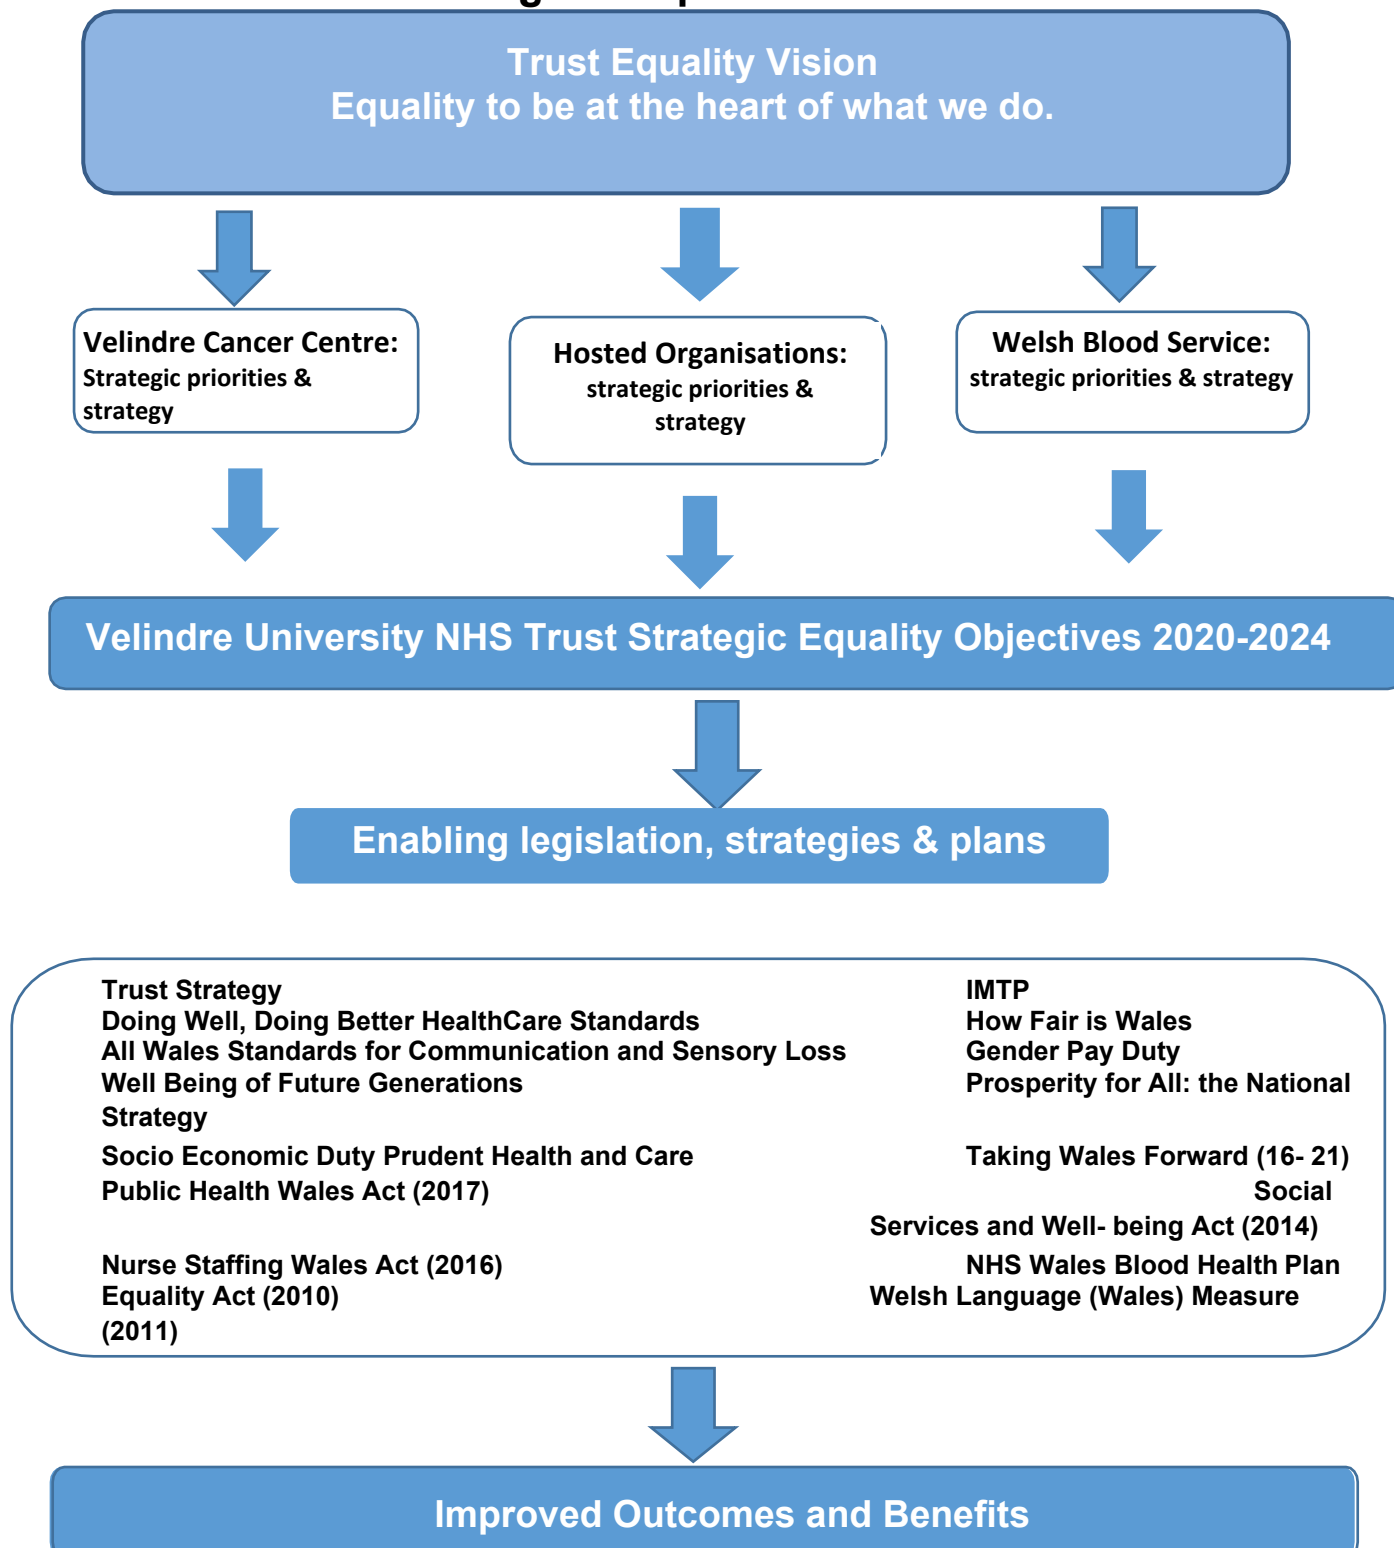 Trust Equality Vision
Equality to be at the heart of what we do.
Velindre Cancer Centre:
Strategic priorities &
strategy
Hosted Organisations:
strategic priorities &
strategy
Welsh Blood Service:
strategic priorities & strategy
Velindre University NHS Trust Strategic Equality Objectives 2020-2024
Enabling legislation, strategies & plans
Trust Strategy IMTP
Doing Well, Doing Better HealthCare Standards How Fair is Wales
All Wales Standards for Communication and Sensory Loss Gender Pay Duty
Well Being of Future Generations Prosperity for All: the National
Strategy
Socio Economic Duty Prudent Health and Care Taking Wales Forward (16- 21)
Public Health Wales Act (2017) Social
Services and Well- being Act (2014)
Nurse Staffing Wales Act (2016) NHS Wales Blood Health Plan
Equality Act (2010) Welsh Language (Wales) Measure
(2011)
Improved Outcomes and Benefits